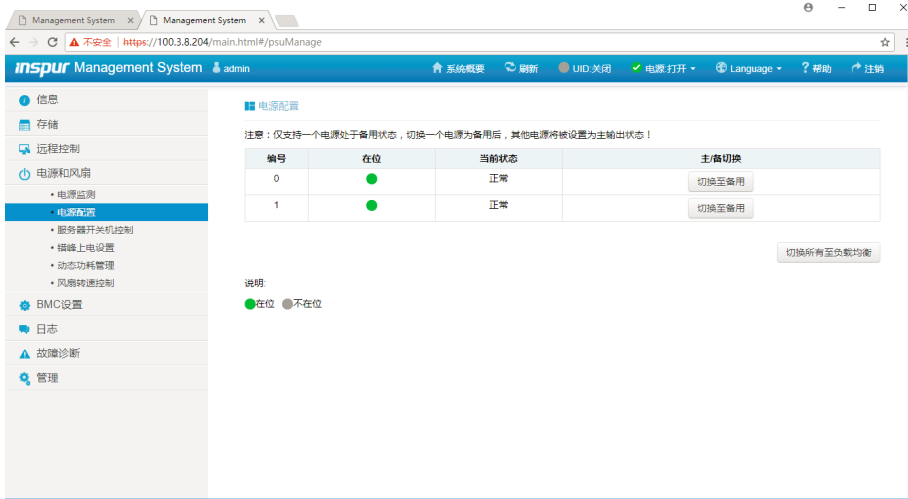 Management System
Management System
不安全 https://100.3.8.204/main.html#/psuManage
inspur Management System admin 系统概要 刷新 UID:关闭 电源:打开 Language ? 帮助 注销
信息
存储
远程控制
电源和风扇
• 电源监测
• 电源配置
• 服务器开关机控制
• 错峰上电设置
• 动态功耗管理
• 风扇转速控制
BMC设置
日志
故障诊断
管理
电源配置
注意：仅支持一个电源处于备用状态，切换一个电源为备用后，其他电源将被设置为主输出状态！
编号 在位 当前状态 主/备切换
0 正常 切换至备用
1 正常 切换至备用
切换所有至负载均衡
说明:
在位 不在位